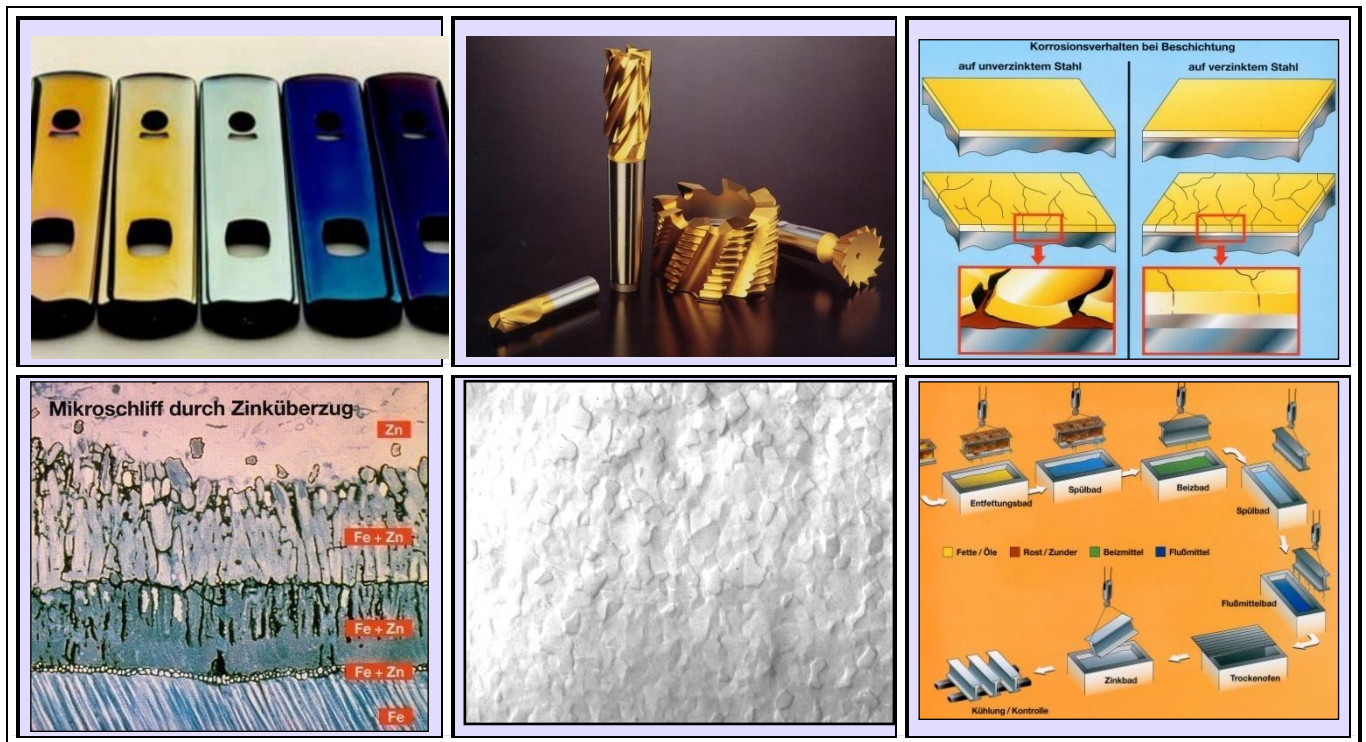 Korrosionsverhalten bei Beschichtung
auf unverzinktem Stahl
auf verzinktem Stahl
Mikroschliff durch Zinküberzug
Zn
Fe + Zn
Fe + Zn
Fe + Zn
Fe
Entfettungsbad
Spülbad
Beizbad
Spülbad
Fette / Öle
Rost / Zunder
Beizmittel
Flußmittel
Flußmittelbad
Trockenofen
Zinkbad
Kühlung / Kontrolle